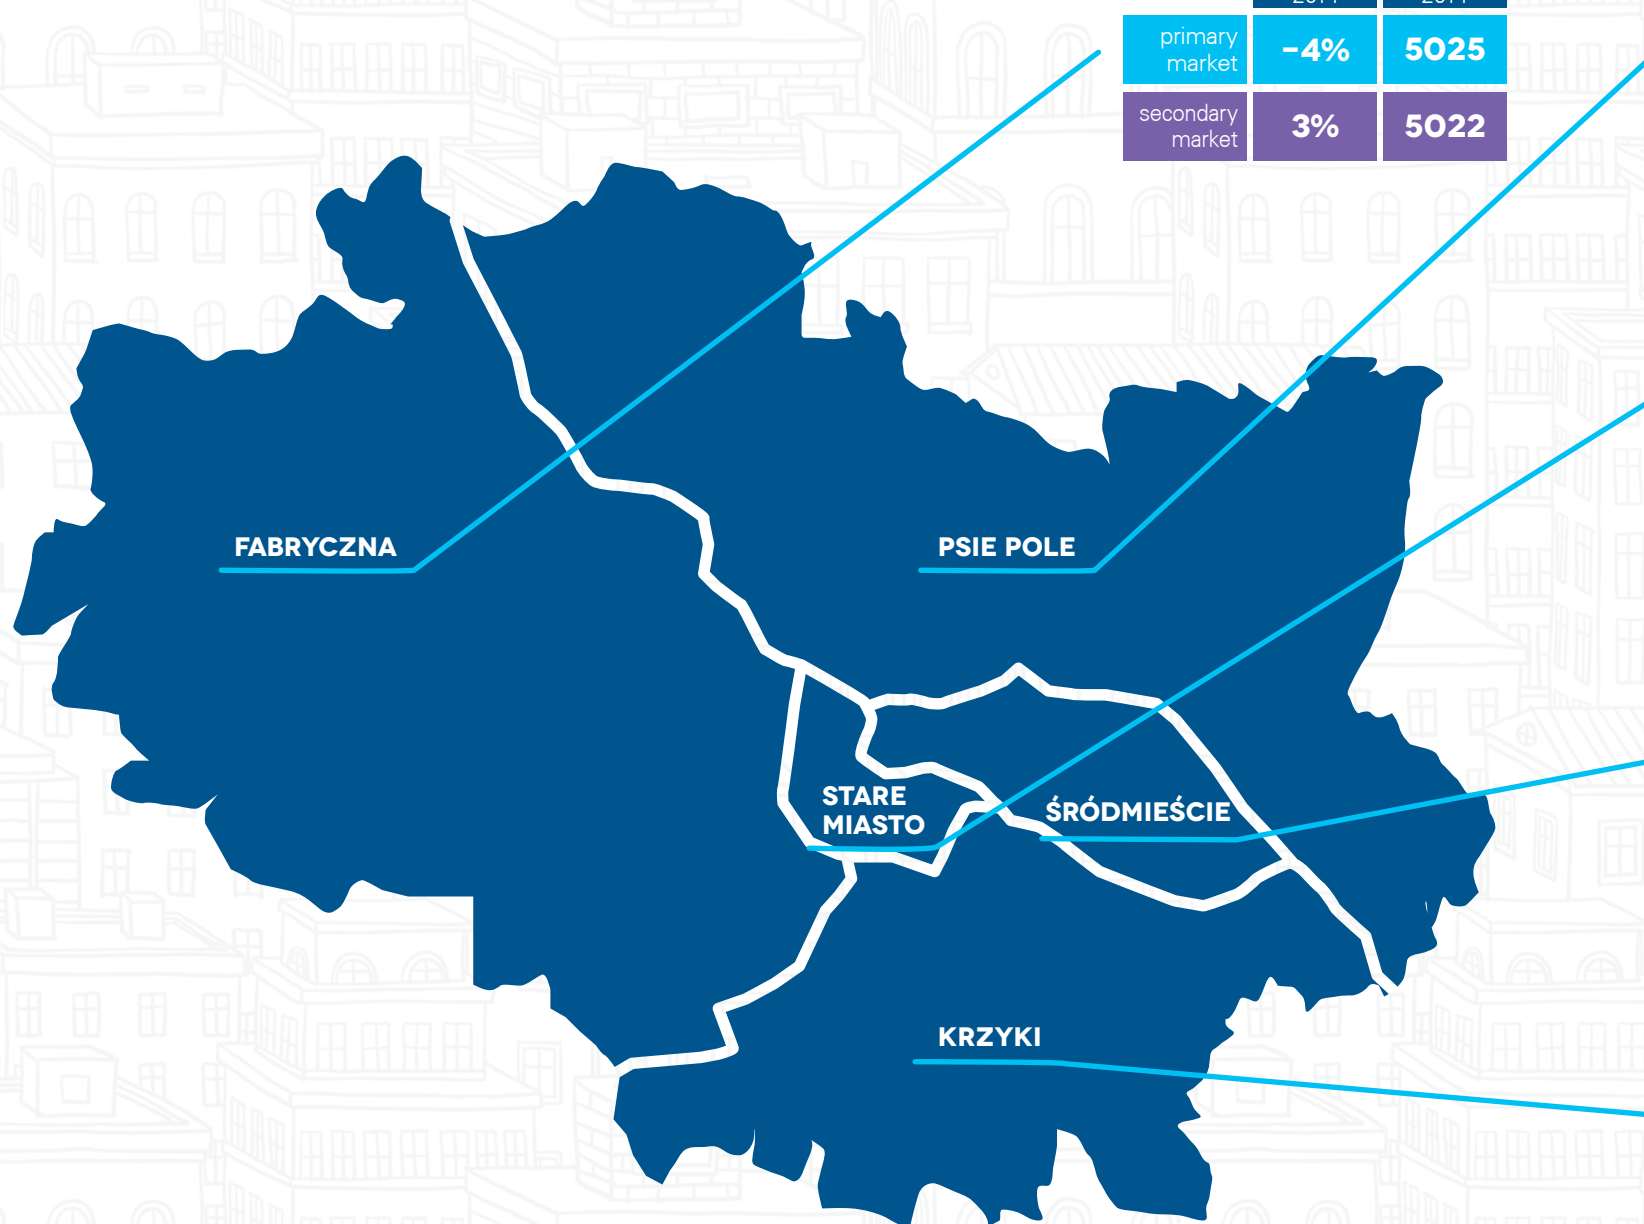 primary
market
-4%
5025
secondary
market
3%
5022
FABRYCZNA
PSIE POLE
STARE
MIASTO
ŚRÓDMIEŚCIE
KRZYKI